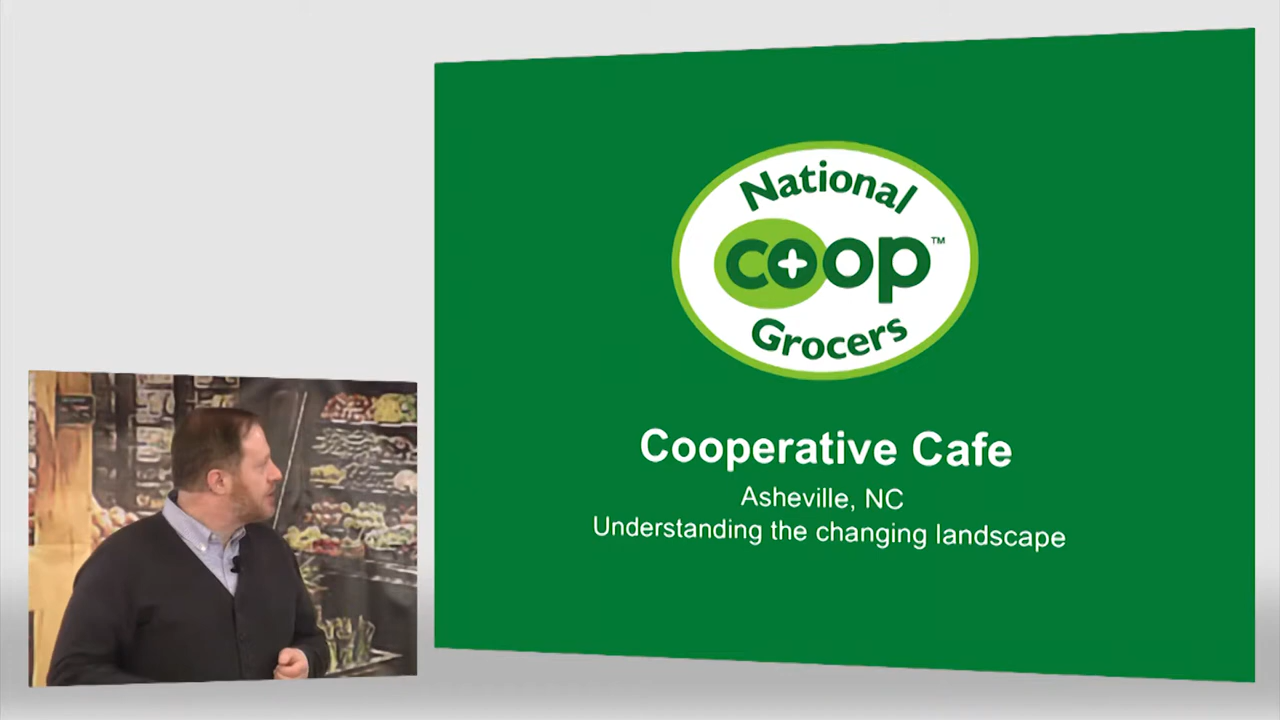 National
co+op™
Grocers
Cooperative Cafe
Asheville, NC
Understanding the changing landscape